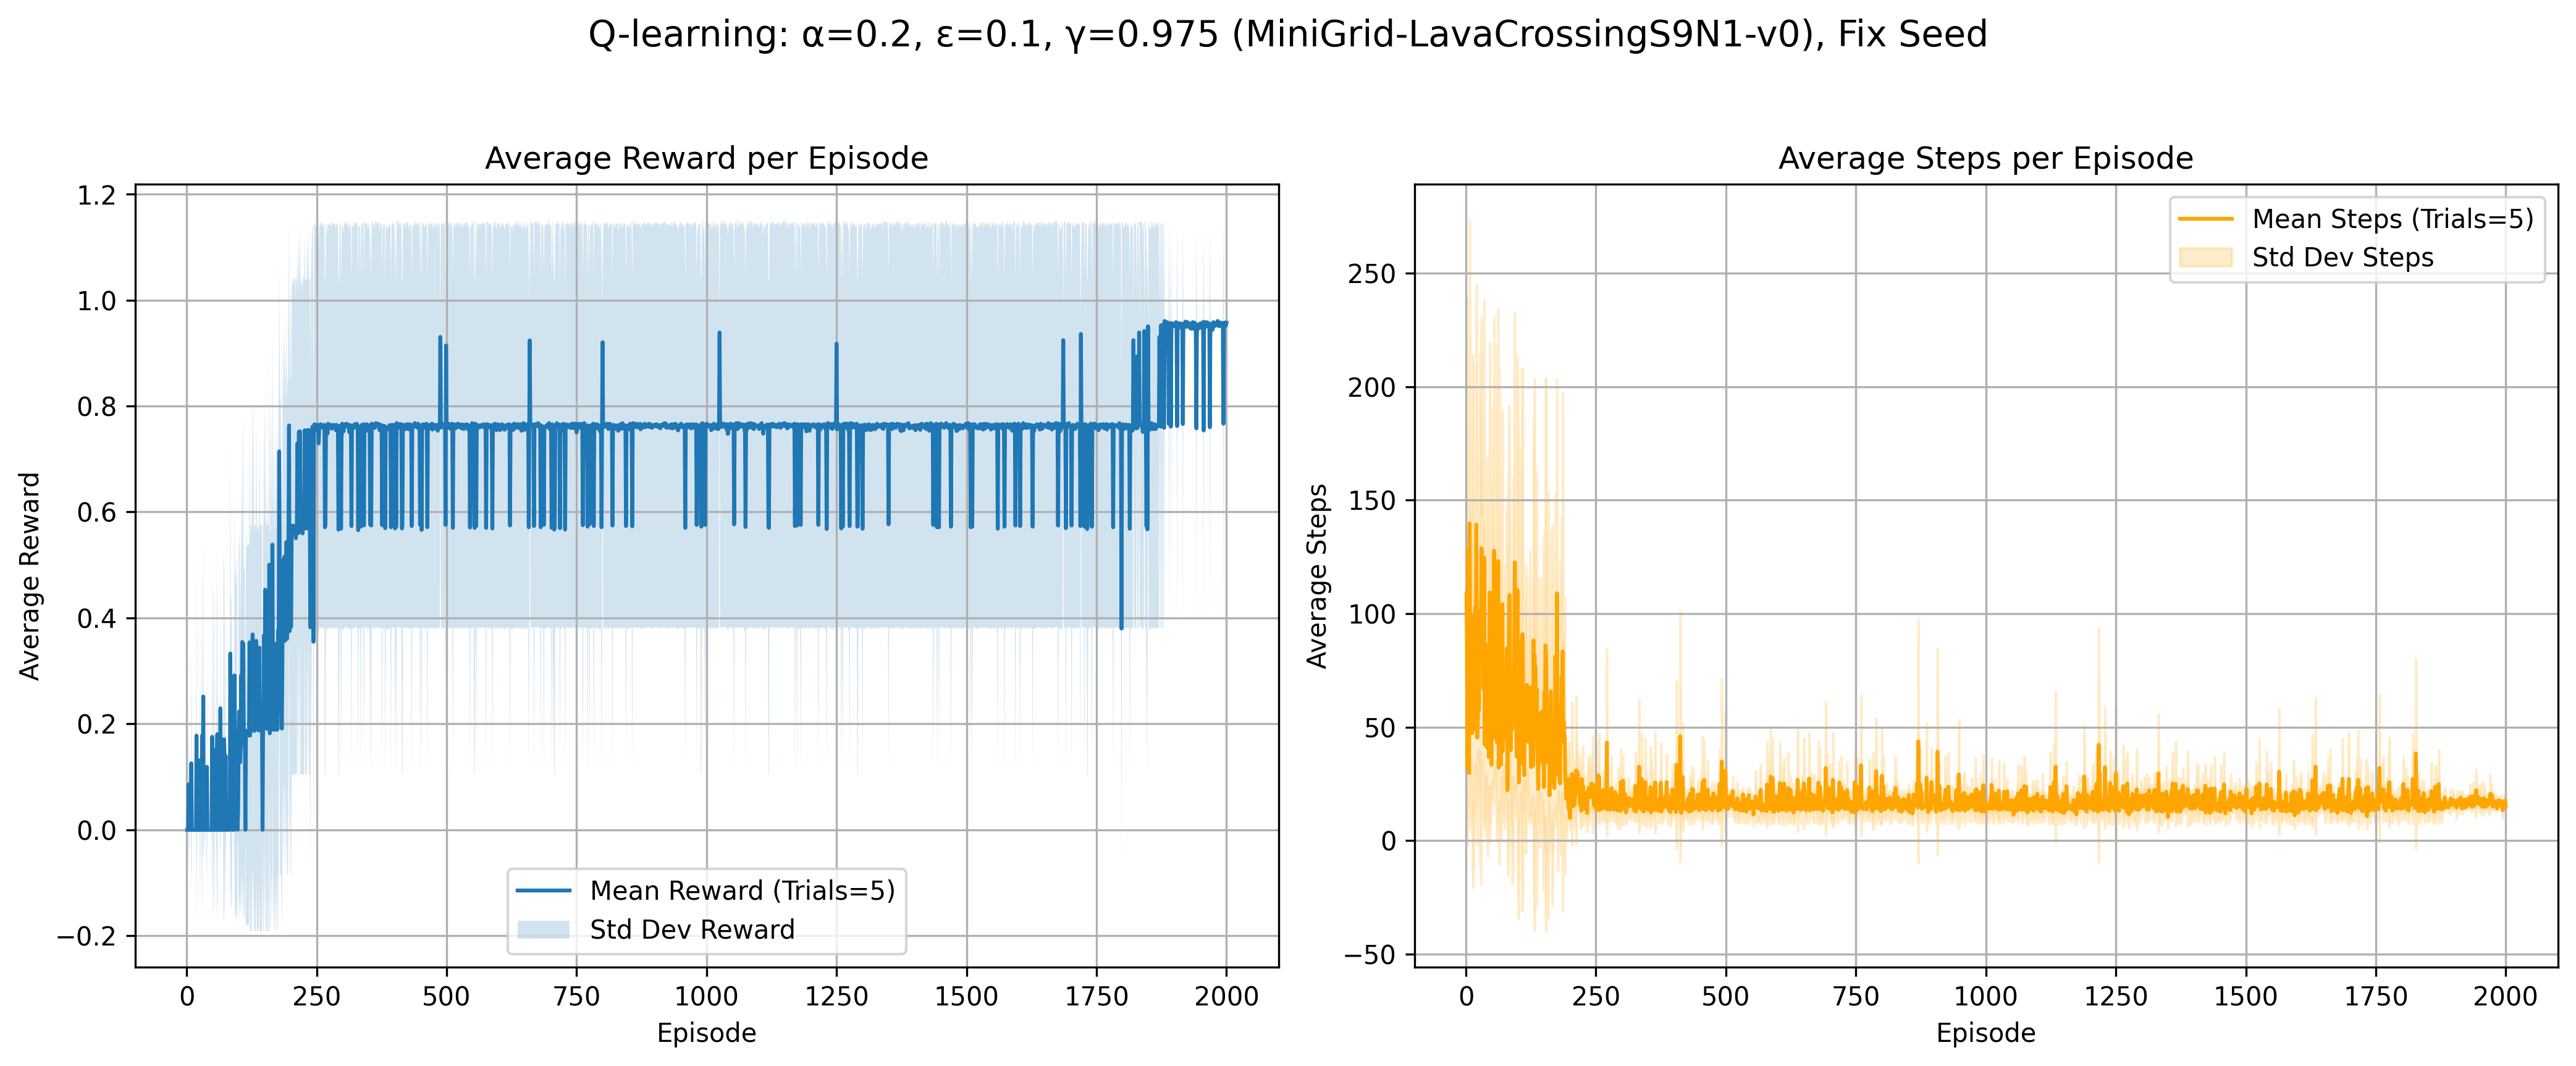 Q-learning: α=0.2, ε=0.1, γ=0.975 (MiniGrid-LavaCrossingS9N1-v0), Fix Seed
Average Reward per Episode
Average Reward
1.2
1.0
0.8
0.6
0.4
0.2
0.0
−0.2
Mean Reward (Trials=5)
Std Dev Reward
0 250 500 750 1000 1250 1500 1750 2000
Episode
Average Steps per Episode
Average Steps
250
200
150
100
50
0
−50
Mean Steps (Trials=5)
Std Dev Steps
0 250 500 750 1000 1250 1500 1750 2000
Episode